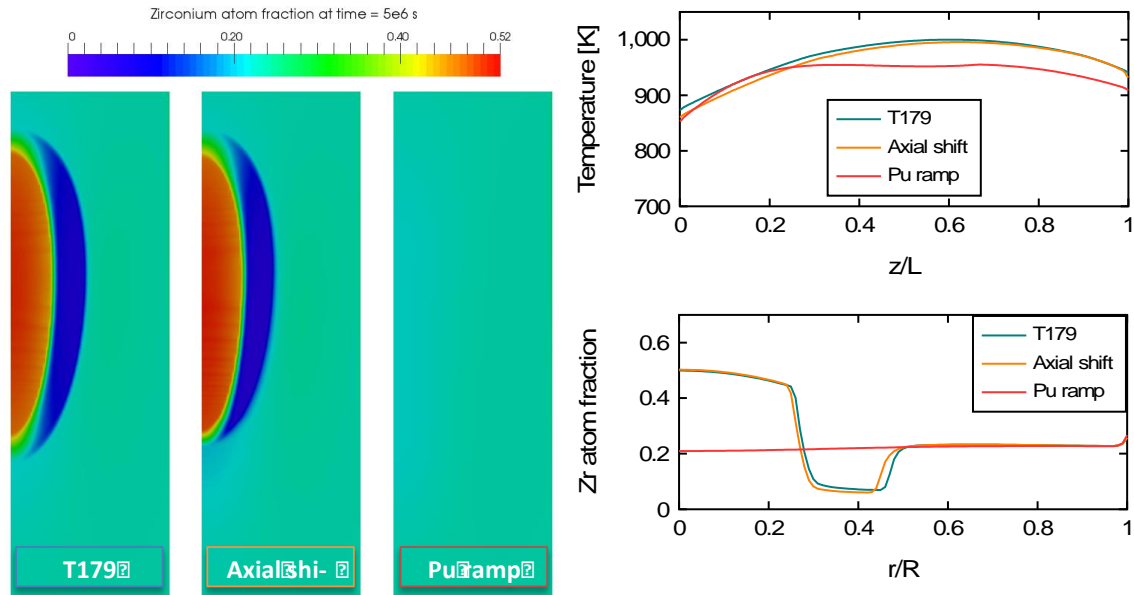 Zirconium atom fraction at time = 5e6 s
0 0.20 0.40 0.52
T179⍰
Axial⍰shi-⍰
Pu⍰ramp⍰
Temperature [K]
1,000
900
800
700
T179
Axial shift
Pu ramp
0 0.2 0.4 0.6 0.8 1
z/L
Zr atom fraction
0.6
0.4
0.2
0
T179
Axial shift
Pu ramp
0 0.2 0.4 0.6 0.8 1
r/R